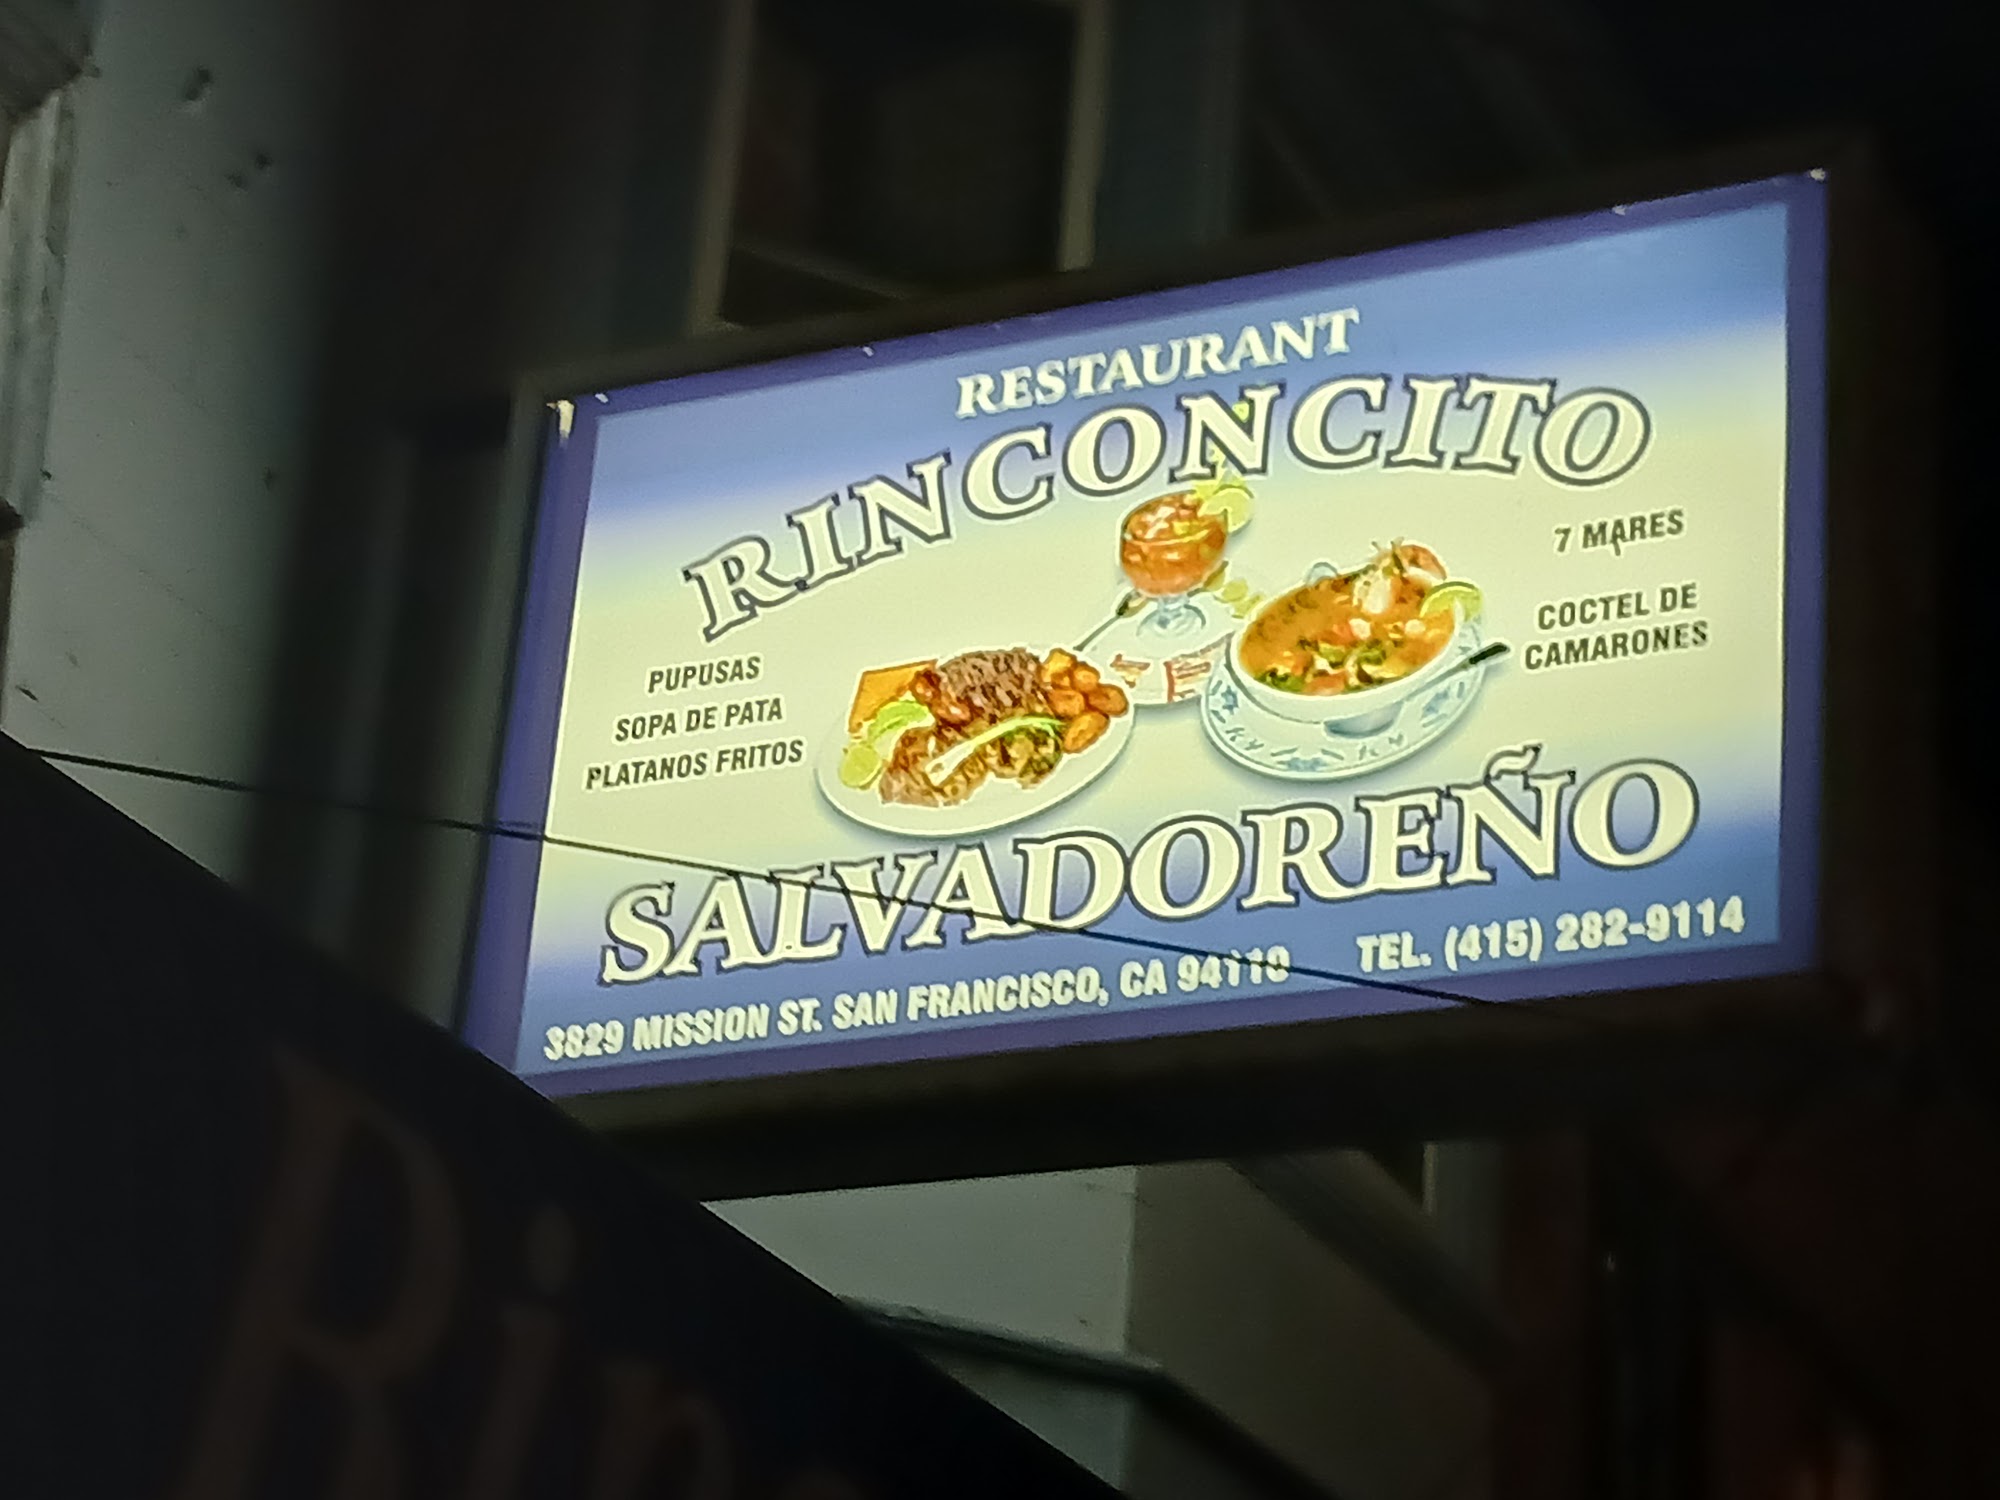 RESTAURANT
RINCONCITO
7 MARES
COCTEL DE
CAMARONES
PUPUSAS
SOPA DE PATA
PLATANOS FRITOS
SALVADOREÑO
3829 MISSION ST. SAN FRANCISCO, CA 94110 TEL. (415) 282-9114